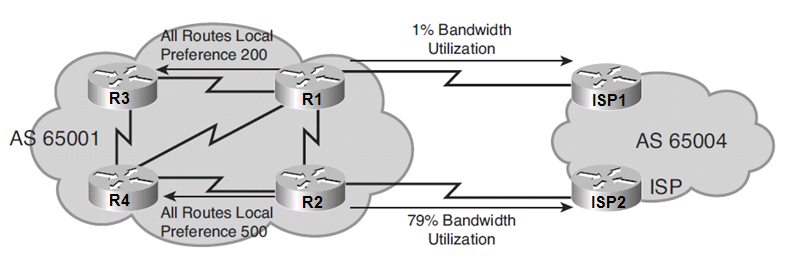 All Routes Local
Preference 200
1% Bandwidth
Utilization
R3
R1
ISP1
AS 65001
AS 65004
R4
R2
ISP2
ISP
All Routes Local
Preference 500
79% Bandwidth
Utilization